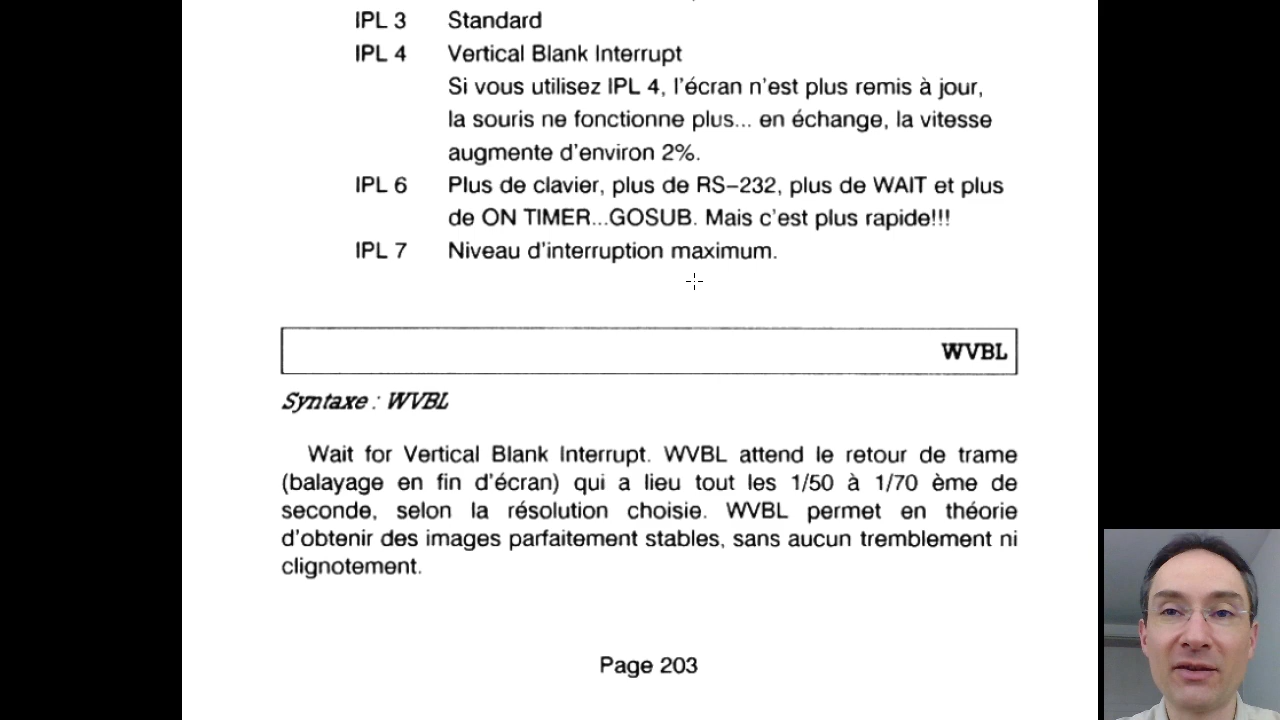 IPL 3 Standard
IPL 4 Vertical Blank Interrupt
Si vous utilisez IPL 4, l'écran n'est plus remis à jour,
la souris ne fonctionne plus... en échange, la vitesse
augmente d'environ 2%.
IPL 6 Plus de clavier, plus de RS-232, plus de WAIT et plus
de ON TIMER...GOSUB. Mais c'est plus rapide!!!
IPL 7 Niveau d'interruption maximum.
WVBL
Syntaxe : WVBL
Wait for Vertical Blank Interrupt. WVBL attend le retour de trame
(balayage en fin d'écran) qui a lieu tout les 1/50 à 1/70 ème de
seconde, selon la résolution choisie. WVBL permet en théorie
d'obtenir des images parfaitement stables, sans aucun tremblement ni
clignotement.
Page 203